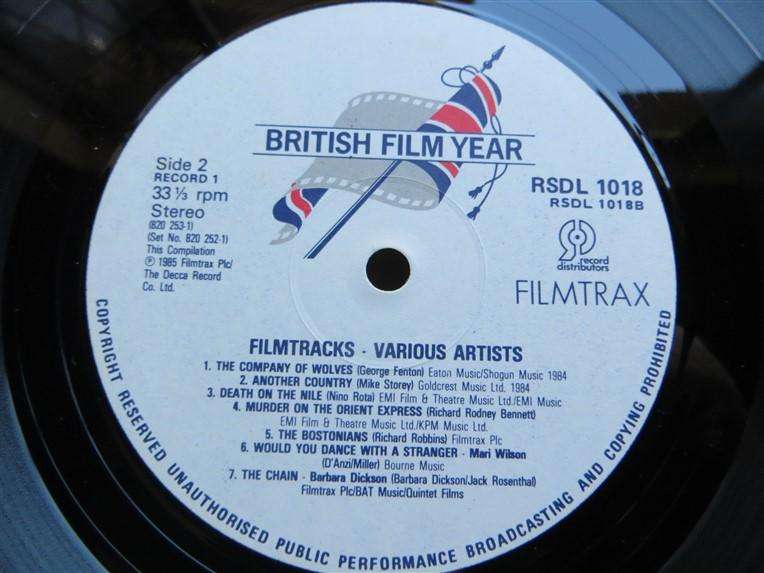 BRITISH FILM YEAR
Side 2
RECORD 1
33 ⅓ rpm
Stereo
(820 253-1)
(Set No. 820 252-1)
This Compilation
℗ 1985 Filmtrax Plc/
The Decca Record
Co. Ltd.
RSDL 1018
RSDL 1018B
record
distributors
FILMTRAX
FILMTRACKS · VARIOUS ARTISTS
1. THE COMPANY OF WOLVES (George Fenton) Eaton Music/Shogun Music 1984
2. ANOTHER COUNTRY (Mike Storey) Goldcrest Music Ltd. 1984
3. DEATH ON THE NILE (Nino Rota) EMI Film & Theatre Music Ltd./EMI Music
4. MURDER ON THE ORIENT EXPRESS (Richard Rodney Bennett)
EMI Film & Theatre Music Ltd./KPM Music Ltd.
5. THE BOSTONIANS (Richard Robbins) Filmtrax Plc
6. WOULD YOU DANCE WITH A STRANGER - Mari Wilson
(D'Anzi/Miller) Bourne Music
7. THE CHAIN - Barbara Dickson (Barbara Dickson/Jack Rosenthal)
Filmtrax Plc/BAT Music/Quintet Films
COPYRIGHT RESERVED UNAUTHORISED PUBLIC PERFORMANCE BROADCASTING AND COPYING PROHIBITED